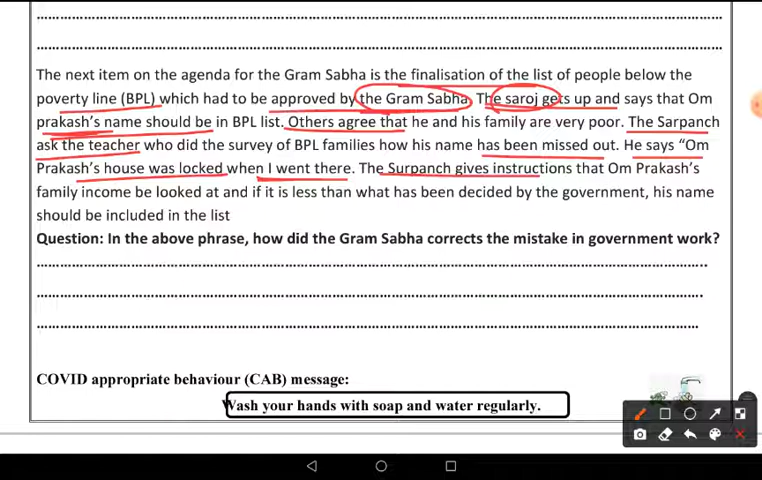 The next item on the agenda for the Gram Sabha is the finalisation of the list of people below the
poverty line (BPL) which had to be approved by the Gram Sabha. The saroj gets up and says that Om
prakash's name should be in BPL list. Others agree that he and his family are very poor. The Sarpanch
ask the teacher who did the survey of BPL families how his name has been missed out. He says “Om
Prakash's house was locked when I went there. The Surpanch gives instructions that Om Prakash's
family income be looked at and if it is less than what has been decided by the government, his name
should be included in the list
Question: In the above phrase, how did the Gram Sabha corrects the mistake in government work?
COVID appropriate behaviour (CAB) message:
Wash your hands with soap and water regularly.